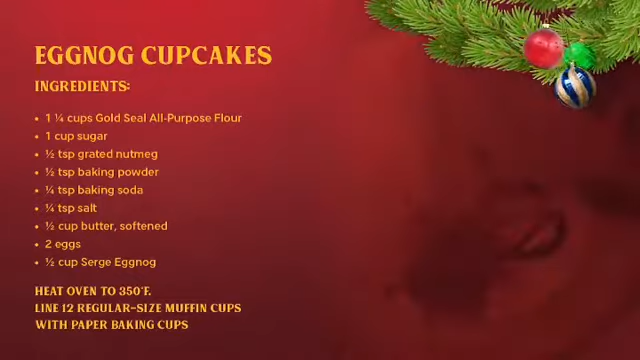 EGGNOG CUPCAKES
INGREDIENTS:
• 1 ¼ cups Gold Seal All-Purpose Flour
• 1 cup sugar
• ½ tsp grated nutmeg
• ½ tsp baking powder
• ¼ tsp baking soda
• ¼ tsp salt
• ½ cup butter, softened
• 2 eggs
• ½ cup Serge Eggnog
HEAT OVEN TO 350°F.
LINE 12 REGULAR-SIZE MUFFIN CUPS
WITH PAPER BAKING CUPS